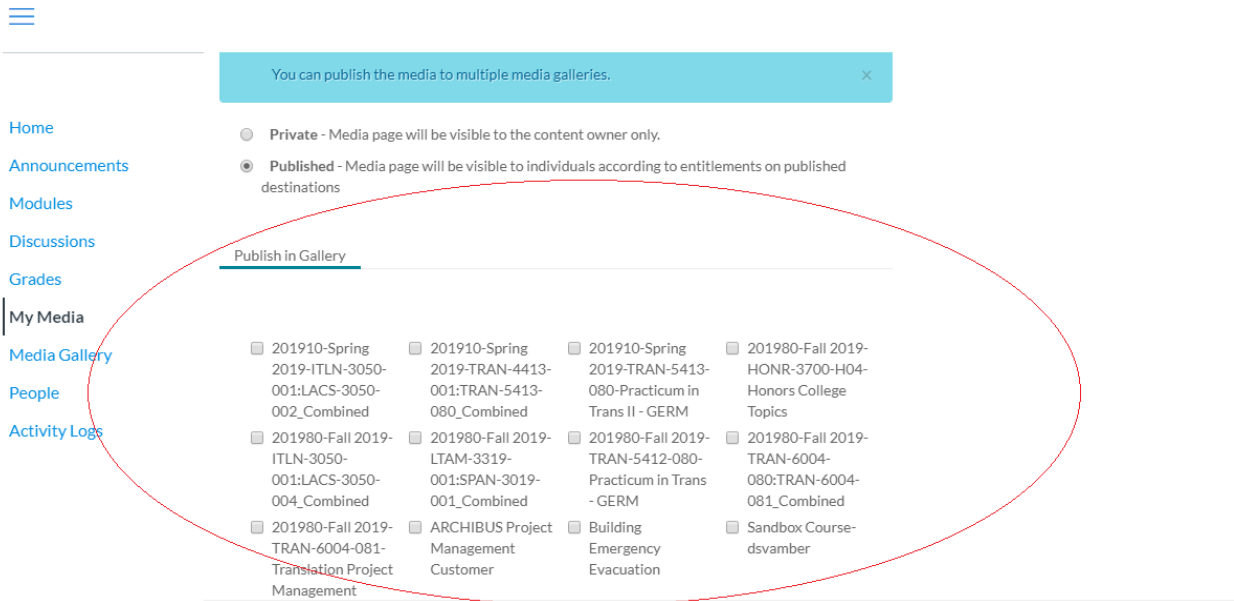 You can publish the media to multiple media galleries.
×
Home
Announcements
Modules
Discussions
Grades
My Media
Media Gallery
People
Activity Logs
Private - Media page will be visible to the content owner only.
Published - Media page will be visible to individuals according to entitlements on published
destinations
Publish in Gallery
201910-Spring
2019-ITLN-3050-
001:LACS-3050-
002_Combined
201910-Spring
2019-TRAN-4413-
001:TRAN-5413-
080_Combined
201910-Spring
2019-TRAN-5413-
080-Practicum in
Trans II - GERM
201980-Fall 2019-
HONR-3700-H04-
Honors College
Topics
201980-Fall 2019-
ITLN-3050-
001:LACS-3050-
004_Combined
201980-Fall 2019-
LTAM-3319-
001:SPAN-3019-
001_Combined
201980-Fall 2019-
TRAN-5412-080-
Practicum in Trans
- GERM
201980-Fall 2019-
TRAN-6004-
080:TRAN-6004-
081_Combined
201980-Fall 2019-
TRAN-6004-081-
Translation Project
Management
ARCHIBUS Project
Management
Customer
Building
Emergency
Evacuation
Sandbox Course-
dsvamber